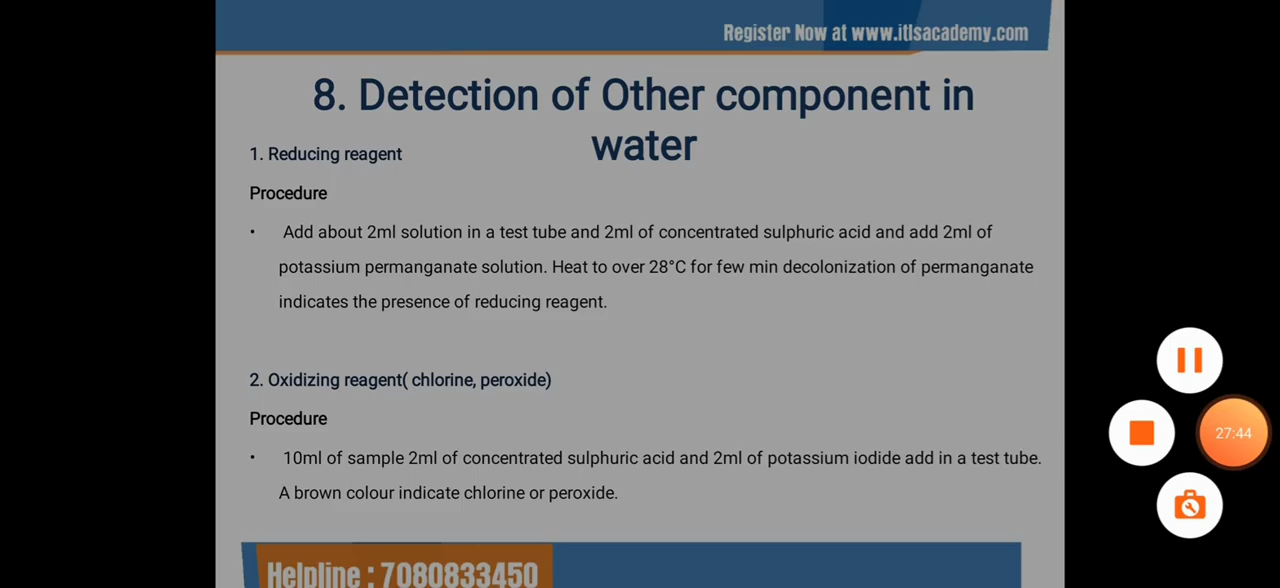 Register Now at www.itlsacademy.com
8. Detection of Other component in
water
1. Reducing reagent
Procedure
• Add about 2ml solution in a test tube and 2ml of concentrated sulphuric acid and add 2ml of
potassium permanganate solution. Heat to over 28°C for few min decolonization of permanganate
indicates the presence of reducing reagent.
2. Oxidizing reagent( chlorine, peroxide)
Procedure
• 10ml of sample 2ml of concentrated sulphuric acid and 2ml of potassium iodide add in a test tube.
A brown colour indicate chlorine or peroxide.
27:44
Helpline : 7080833450